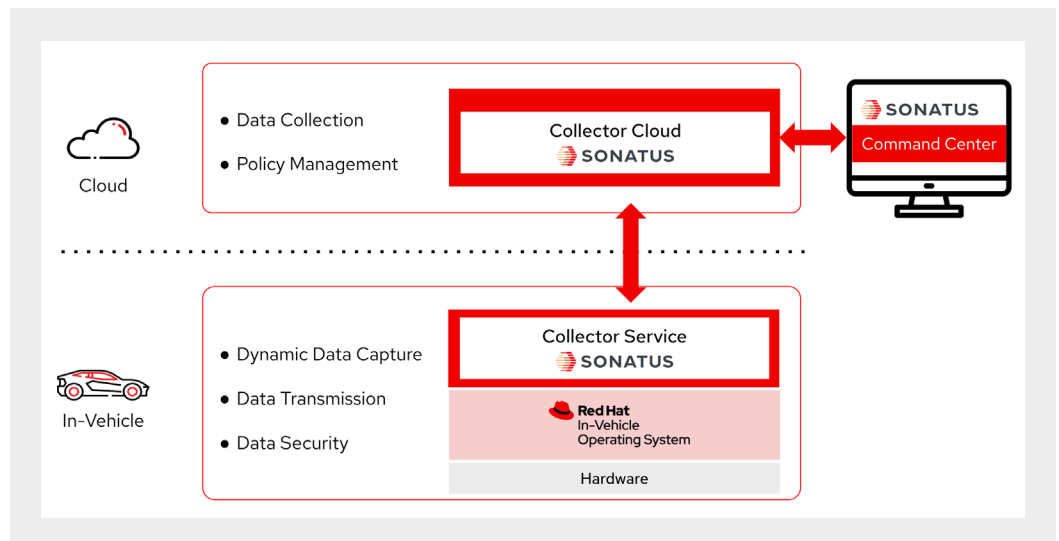 Cloud
● Data Collection
● Policy Management
Collector Cloud
SONATUS
SONATUS
Command Center
In-Vehicle
● Dynamic Data Capture
● Data Transmission
● Data Security
Collector Service
SONATUS
Red Hat
In-Vehicle
Operating System
Hardware